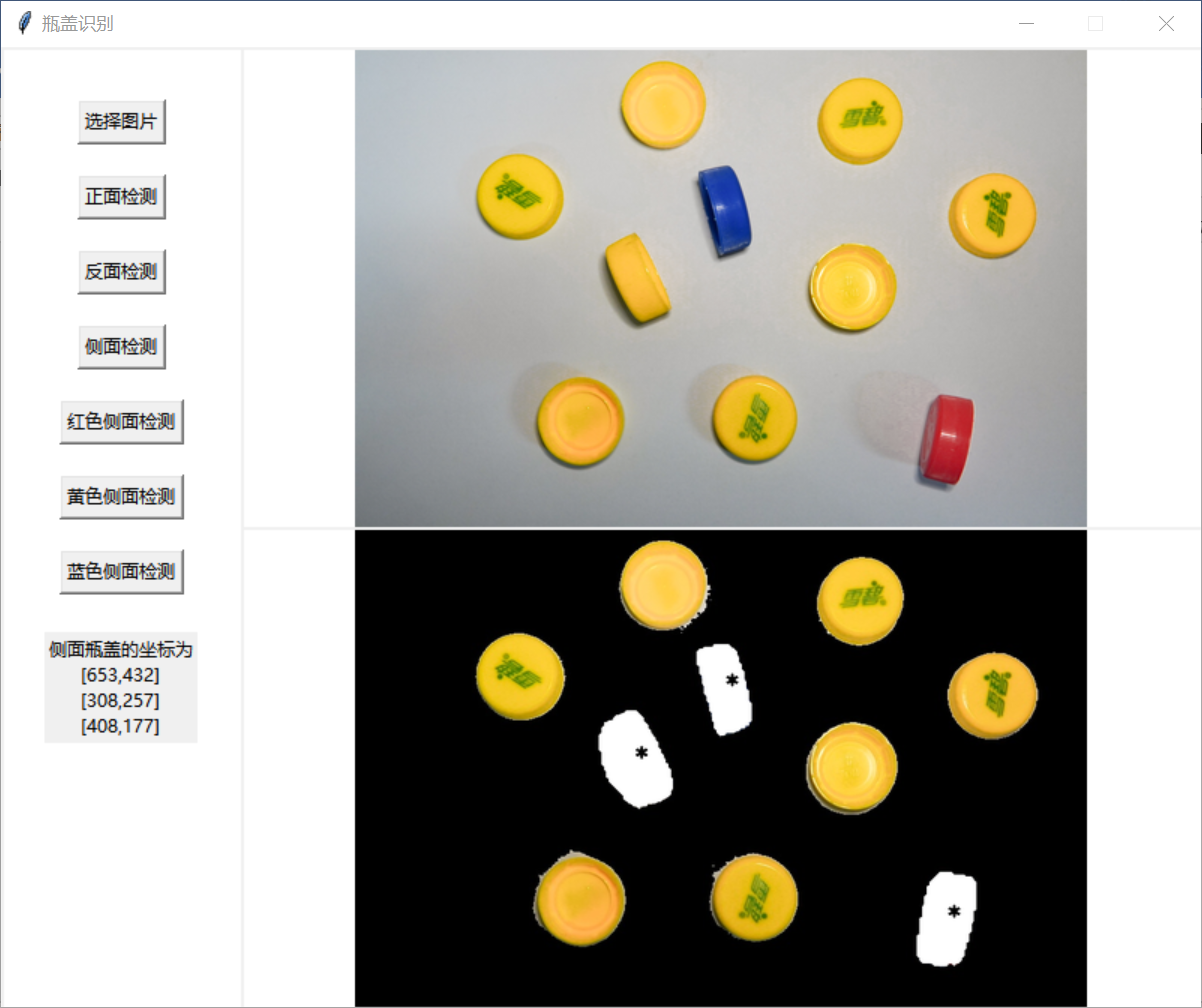 瓶盖识别
选择图片
正面检测
反面检测
侧面检测
红色侧面检测
黄色侧面检测
蓝色侧面检测
侧面瓶盖的坐标为
[653,432]
[308,257]
[408,177]